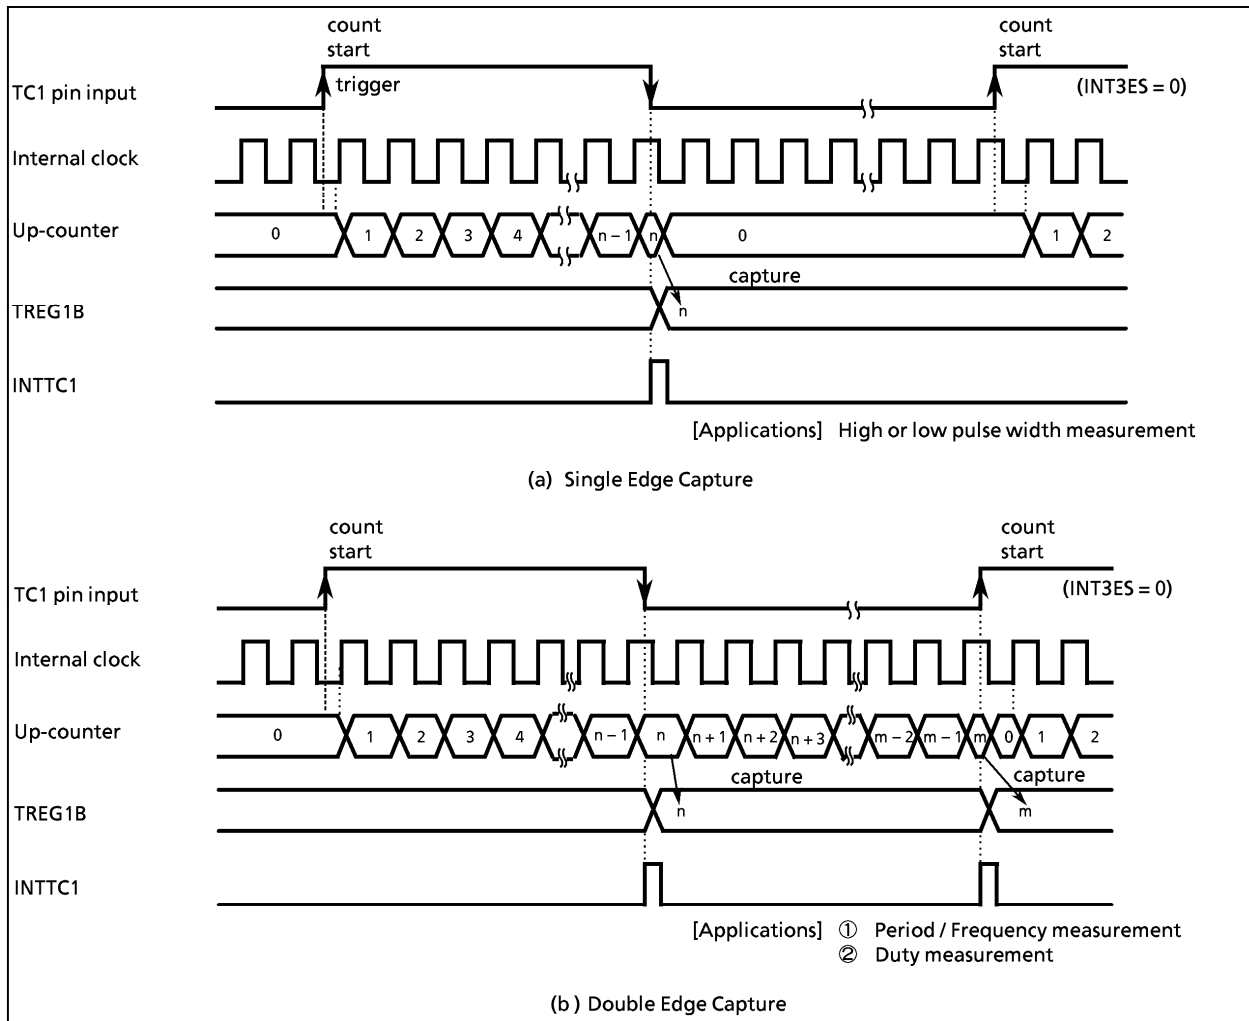 count
start
count
start
TC1 pin input
trigger
(INT3ES = 0)
Internal clock
Up-counter
0 1 2 3 4 n – 1 n 0 1 2
capture
TREG1B
n
INTTC1
[Applications] High or low pulse width measurement
(a) Single Edge Capture
count
start
count
start
TC1 pin input
(INT3ES = 0)
Internal clock
Up-counter
0 1 2 3 4 n – 1 n n + 1 n + 2 n + 3 m – 2 m – 1 m 0 1 2
capture
capture
TREG1B
n
m
INTTC1
[Applications] ① Period / Frequency measurement
② Duty measurement
(b ) Double Edge Capture